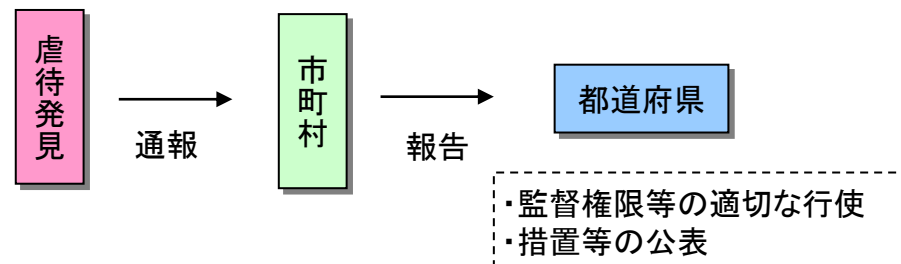 虐待発見
通報
市町村
報告
都道府県
・監督権限等の適切な行使
・措置等の公表